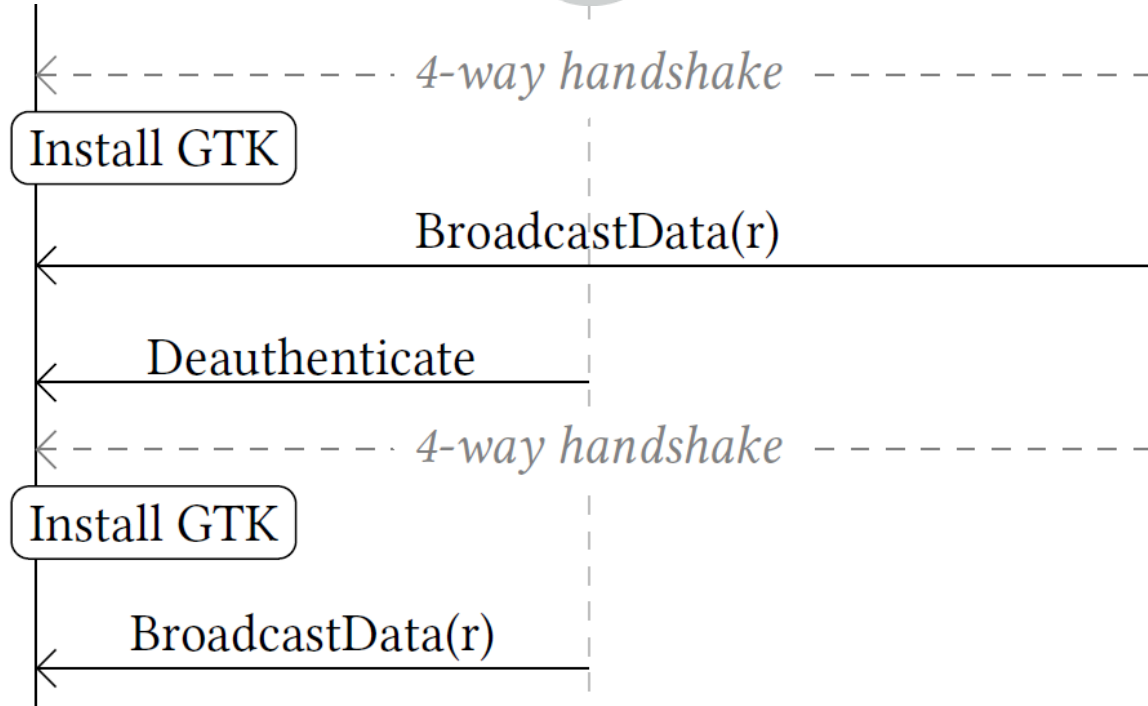 4-way handshake
Install GTK
BroadcastData(r)
Deauthenticate
4-way handshake
Install GTK
BroadcastData(r)